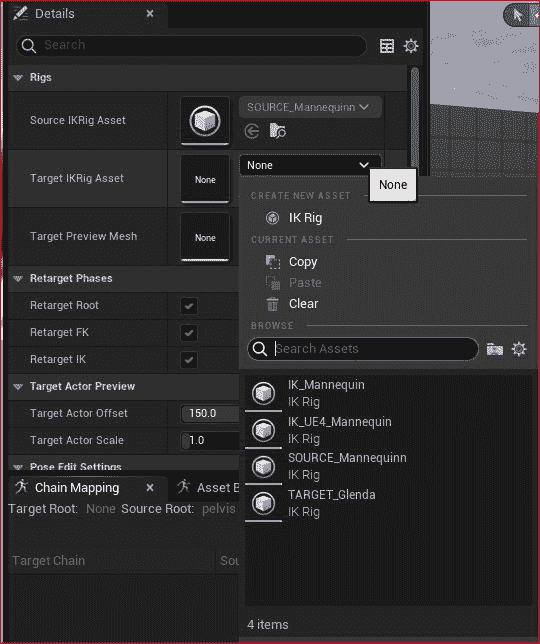 Details
Search
Rigs
Source IKRig Asset
SOURCE_Mannequinn
Target IKRig Asset
None
None
None
Target Preview Mesh
None
CREATE NEW ASSET
IK Rig
CURRENT ASSET
Copy
Paste
Clear
BROWSE
Search Assets
IK_Mannequin
IK Rig
IK_UE4_Mannequin
IK Rig
SOURCE_Mannequinn
IK Rig
TARGET_Glenda
IK Rig
4 items
Retarget Phases
Retarget Root
Retarget FK
Retarget IK
Target Actor Preview
Target Actor Offset
150.0
Target Actor Scale
1.0
Pose Edit Settings
Chain Mapping
Asset B
Target Root: None Source Root: pelvis
Target Chain
Sou